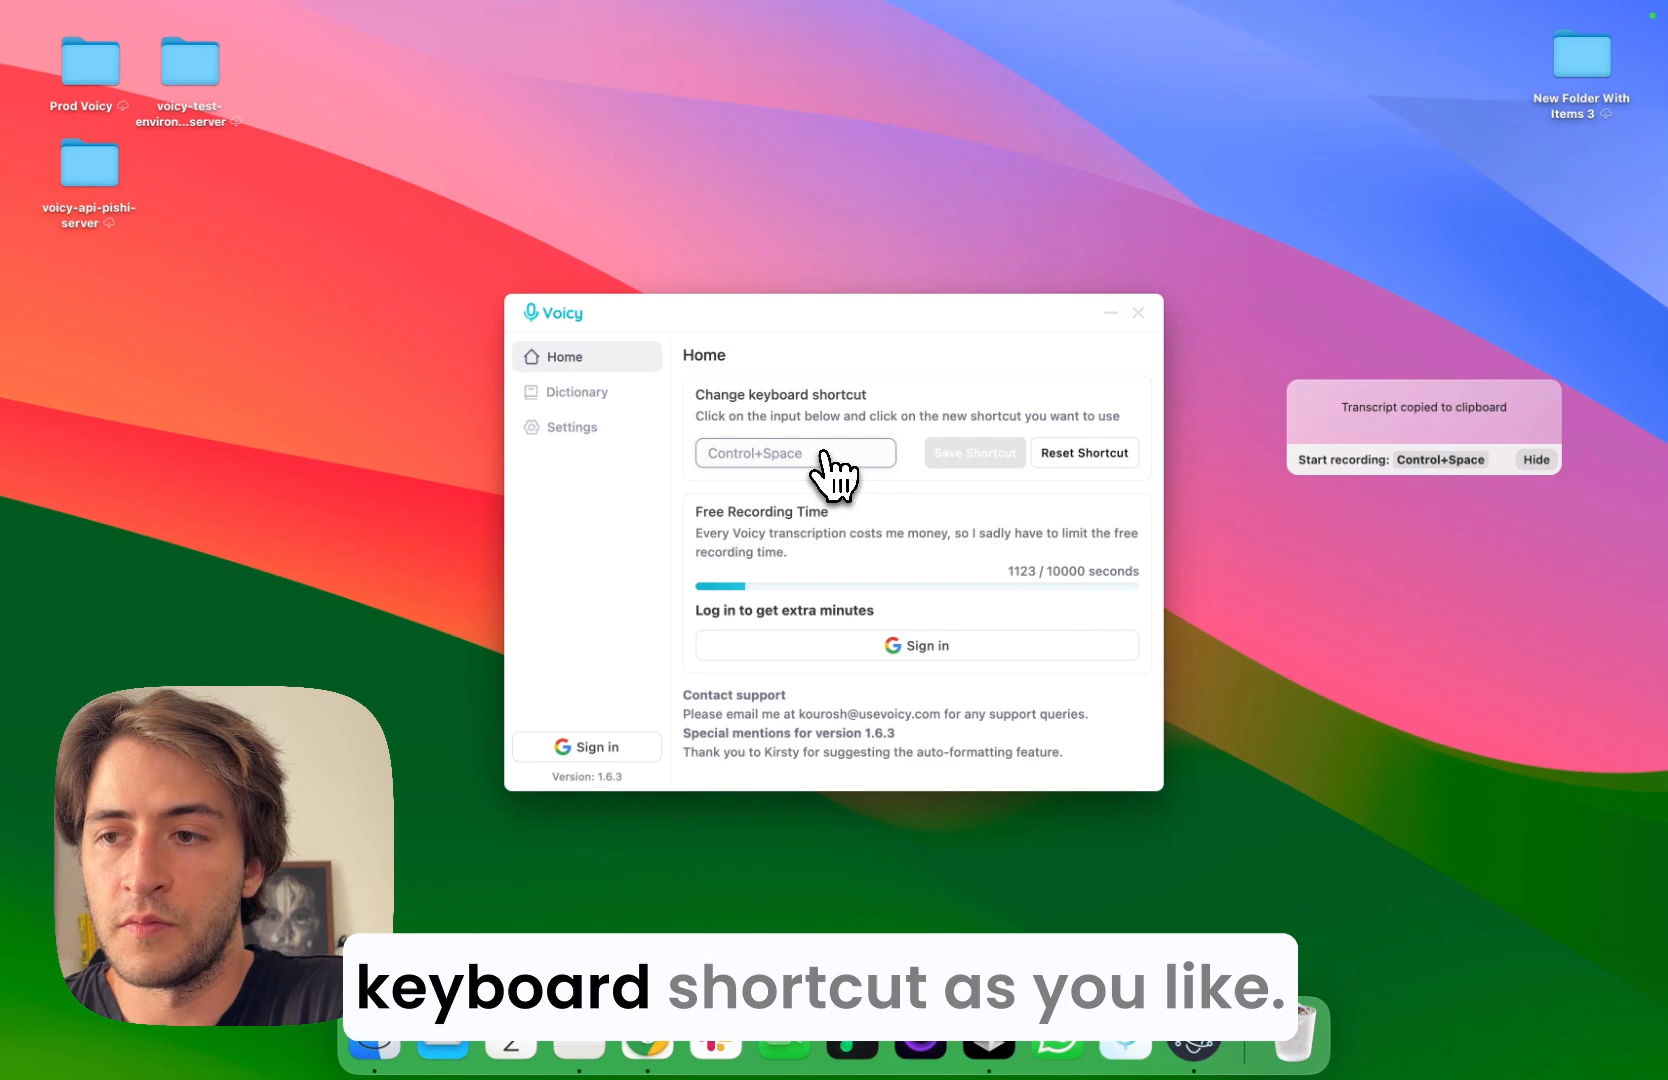 Prod Voicy
voicy-test-
environ...server
voicy-api-pishi-
server
New Folder With
Items 3
Voicy
Home
Dictionary
Settings
Sign in
Version: 1.6.3
Home
Change keyboard shortcut
Click on the input below and click on the new shortcut you want to use
Control+Space
Save Shortcut
Reset Shortcut
Free Recording Time
Every Voicy transcription costs me money, so I sadly have to limit the free
recording time.
1123 / 10000 seconds
Log in to get extra minutes
Sign in
Contact support
Please email me at kourosh@usevoicy.com for any support queries.
Special mentions for version 1.6.3
Thank you to Kirsty for suggesting the auto-formatting feature.
Transcript copied to clipboard
Start recording: Control+Space Hide
keyboard shortcut as you like.